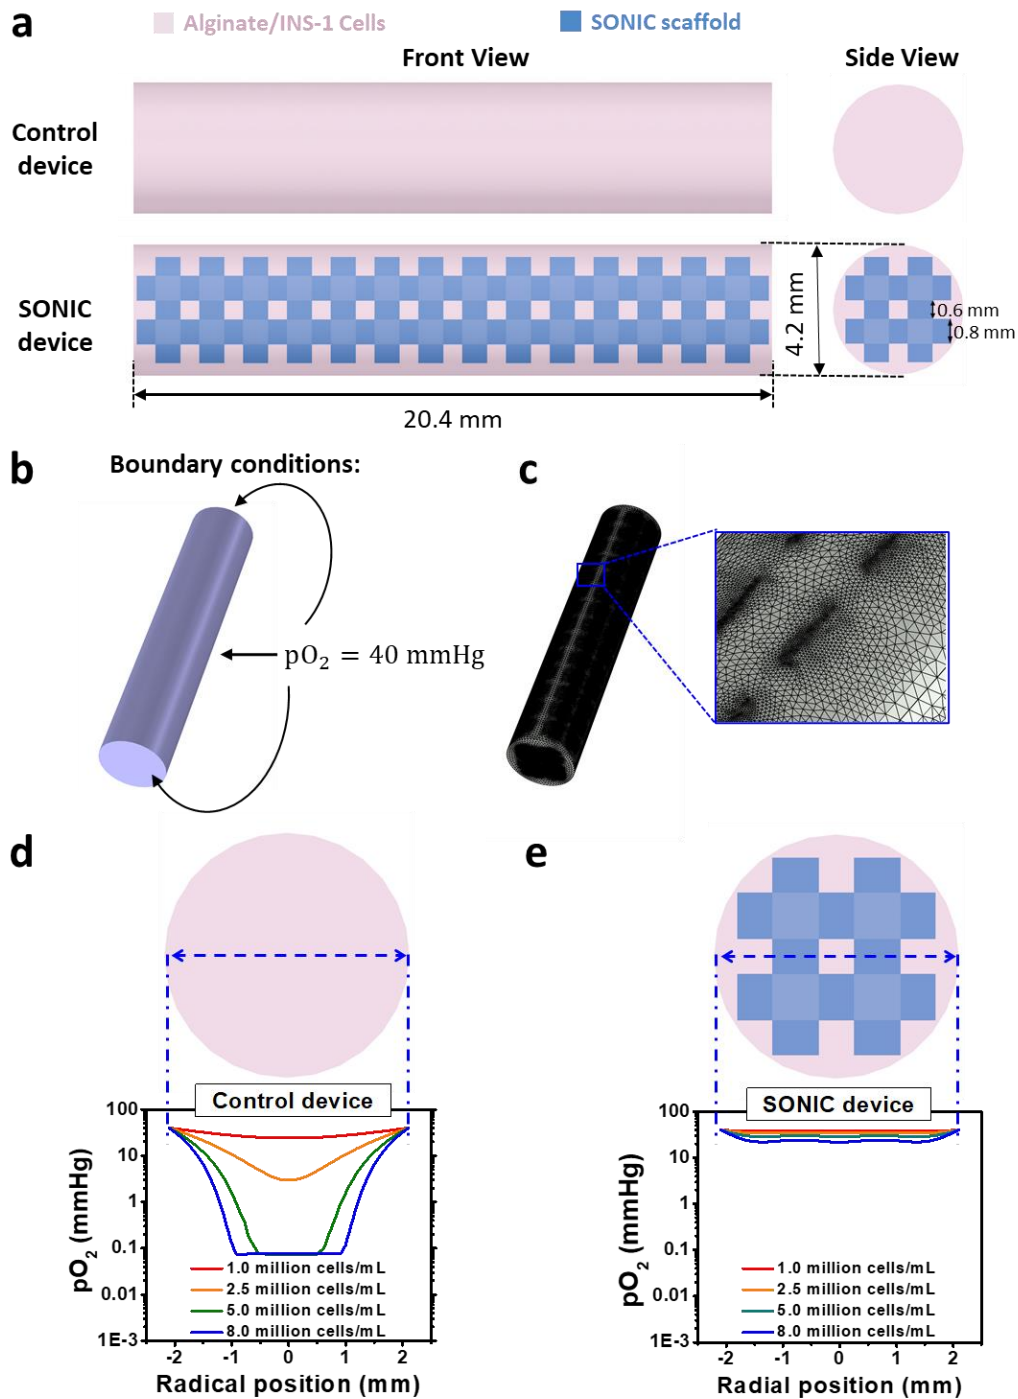 a
Alginate/INS-1 Cells
SONIC scaffold
Front View
Side View
Control
device
SONIC
device
4.2 mm
0.6 mm
0.8 mm
20.4 mm
b
Boundary conditions:
pO₂ = 40 mmHg
c
d
e
Control device
100
10
1
0.1
0.01
1E-3
pO₂ (mmHg)
1.0 million cells/mL
2.5 million cells/mL
5.0 million cells/mL
8.0 million cells/mL
-2 -1 0 1 2
Radical position (mm)
SONIC device
100
10
1
0.1
0.01
1E-3
pO₂ (mmHg)
1.0 million cells/mL
2.5 million cells/mL
5.0 million cells/mL
8.0 million cells/mL
-2 -1 0 1 2
Radial position (mm)